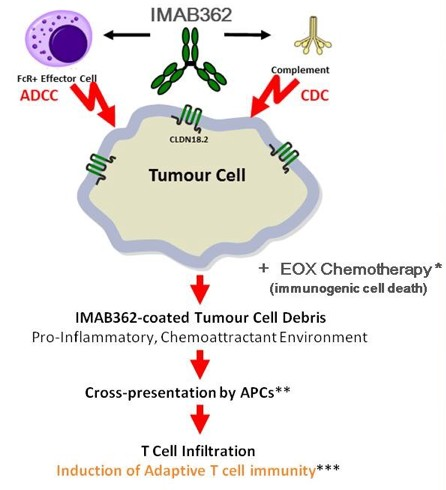 IMAB362
FcR+ Effector Cell
ADCC
Complement
CDC
CLDN18.2
Tumour Cell
+ EOX Chemotherapy*
(immunogenic cell death)
IMAB362-coated Tumour Cell Debris
Pro-Inflammatory, Chemoattractant Environment
Cross-presentation by APCs**
T Cell Infiltration
Induction of Adaptive T cell immunity***